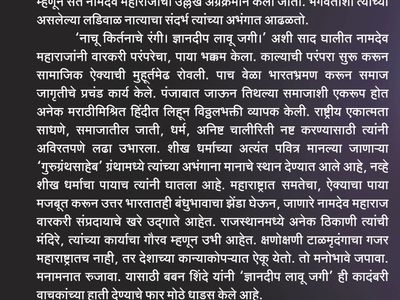 म्हणून संत नामदेव महाराजांचा उल्लेख अग्रक्रमाने केला जातो. भगवंताशी त्यांच्या
असलेल्या लडिवाळ नात्याचा संदर्भ त्यांच्या अभंगात आढळतो.
'नाचू किर्तनाचे रंगी। ज्ञानदीप लावू जगी।' अशी साद घालीत नामदेव
महाराजांनी वारकरी परंपरेचा, पाया भक्कम केला. काल्याची परंपरा सुरू करून
सामाजिक ऐक्याची मुहूर्तमेढ रोवली. पाच वेळा भारतभ्रमण करून समाज
जागृतीचे प्रचंड कार्य केले. पंजाबात जाऊन तिथल्या समाजाशी एकरूप होत
अनेक मराठीमिश्रित हिंदीत लिहून विठ्ठलभक्ती व्यापक केली. राष्ट्रीय एकात्मता
साधणे, समाजातील जाती, धर्म, अनिष्ट चालीरिती नष्ट करण्यासाठी त्यांनी
अविरतपणे लढा उभारला. शीख धर्माच्या अत्यंत पवित्र मानल्या जाणाऱ्या
'गुरुग्रंथसाहेब' ग्रंथामध्ये त्यांच्या अभंगाना मानाचे स्थान देण्यात आले आहे, नव्हे
शीख धर्माचा पायाच त्यांनी घातला आहे. महाराष्ट्रात समतेचा, ऐक्याचा पाया
मजबूत करून उत्तर भारतातही बंधुभावाचा झेंडा घेऊन, जाणारे नामदेव महाराज
वारकरी संप्रदायाचे खरे उद्गाते आहेत. राजस्थानमध्ये अनेक ठिकाणी त्यांची
मंदिरे, त्यांच्या कार्याचा गौरव म्हणून उभी आहेत. क्षणोक्षणी टाळमृदंगाचा गजर
महाराष्ट्रातच नाही, तर देशाच्या कान्याकोपऱ्यात ऐकू येतो. तो मनोभावे जपावा.
मनामनात रुजावा. यासाठी बबन शिंदे यांनी 'ज्ञानदीप लावू जगी' ही कादंबरी
वाचकांच्या हाती देण्याचे फार मोठे धाडस केले आहे.